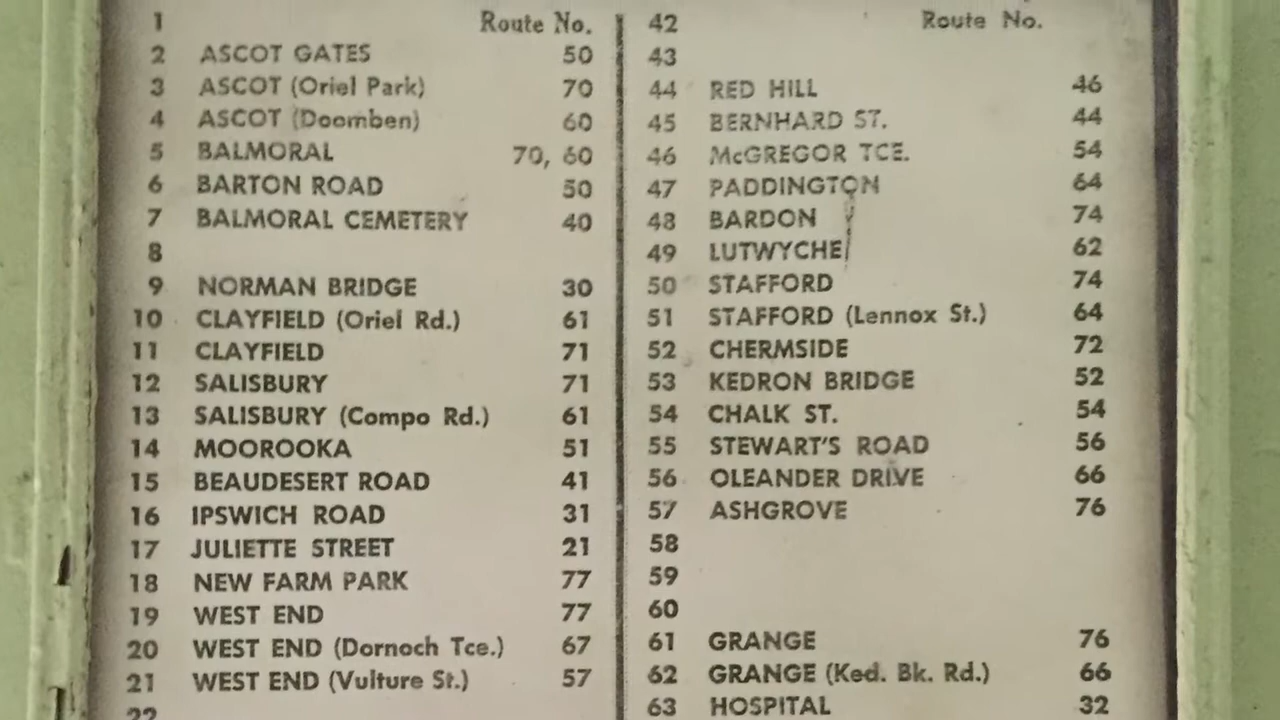 1 Route No.
2 ASCOT GATES 50
3 ASCOT (Oriel Park) 70
4 ASCOT (Doomben) 60
5 BALMORAL 70, 60
6 BARTON ROAD 50
7 BALMORAL CEMETERY 40
8
9 NORMAN BRIDGE 30
10 CLAYFIELD (Oriel Rd.) 61
11 CLAYFIELD 71
12 SALISBURY 71
13 SALISBURY (Compo Rd.) 61
14 MOOROOKA 51
15 BEAUDESERT ROAD 41
16 IPSWICH ROAD 31
17 JULIETTE STREET 21
18 NEW FARM PARK 77
19 WEST END 77
20 WEST END (Dornoch Tce.) 67
21 WEST END (Vulture St.) 57
22
42 Route No.
43
44 RED HILL 46
45 BERNHARD ST. 44
46 McGREGOR TCE. 54
47 PADDINGTON 64
48 BARDON 74
49 LUTWYCHE 62
50 STAFFORD 74
51 STAFFORD (Lennox St.) 64
52 CHERMSIDE 72
53 KEDRON BRIDGE 52
54 CHALK ST. 54
55 STEWART'S ROAD 56
56 OLEANDER DRIVE 66
57 ASHGROVE 76
58
59
60
61 GRANGE 76
62 GRANGE (Ked. Bk. Rd.) 66
63 HOSPITAL 32